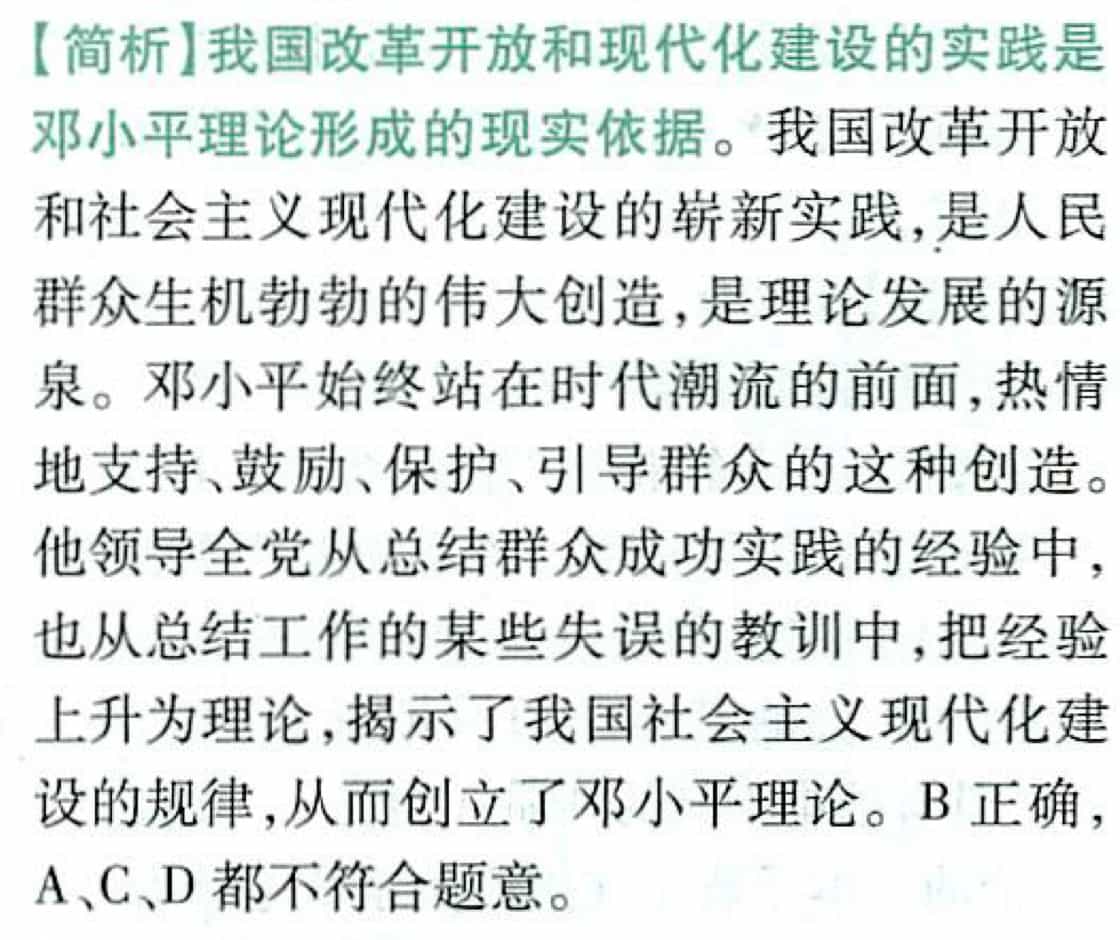 【简析】我国改革开放和现代化建设的实践是
邓小平理论形成的现实依据。我国改革开放
和社会主义现代化建设的崭新实践,是人民
群众生机勃勃的伟大创造,是理论发展的源
泉。邓小平始终站在时代潮流的前面,热情
地支持、鼓励、保护、引导群众的这种创造。
他领导全党从总结群众成功实践的经验中,
也从总结工作的某些失误的教训中,把经验
上升为理论,揭示了我国社会主义现代化建
设的规律,从而创立了邓小平理论。B 正确,
A、C、D 都不符合题意。